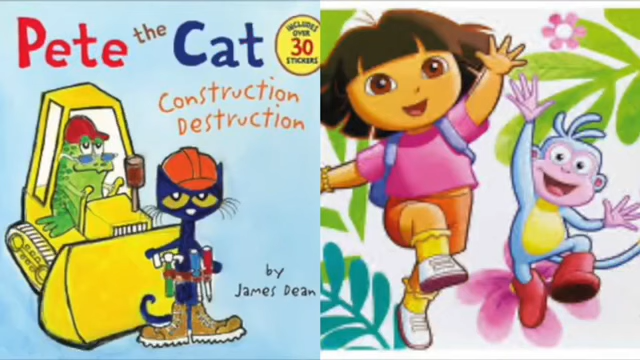 Pete the Cat
INCLUDES
OVER
30
STICKERS
Construction
Destruction
by
James Dean